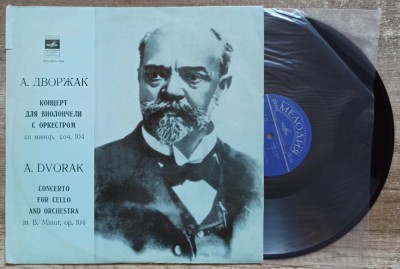 А. ДВОРЖАК
КОНЦЕРТ
ДЛЯ ВИОЛОНЧЕЛИ
С ОРКЕСТРОМ
си минор, соч. 104
A. DVORAK
CONCERTO
FOR CELLO
AND ORCHESTRA
in B. Minor, op. 104
МЕЛОДИЯ